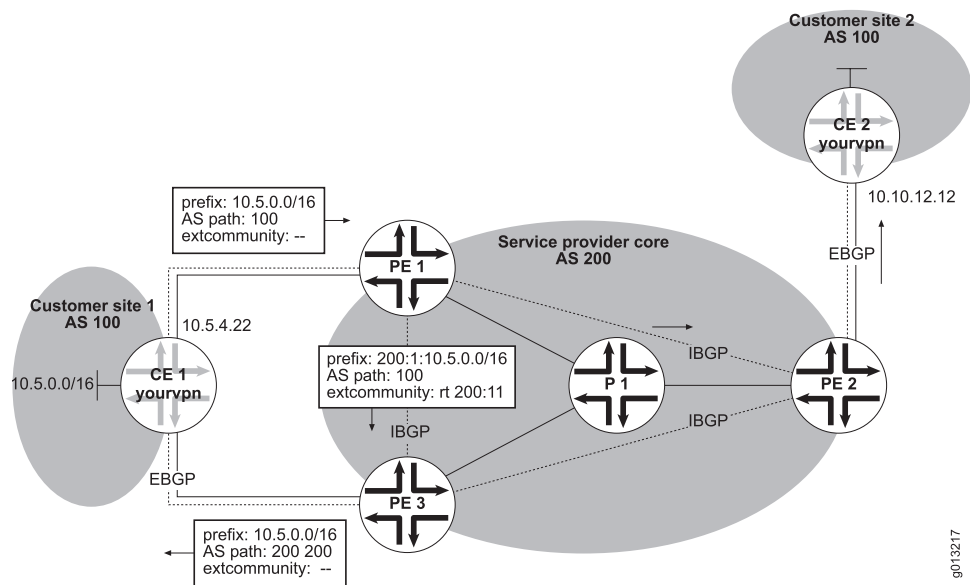 Customer site 2
AS 100
CE 2
yourvpn
10.10.12.12
EBGP
prefix: 10.5.0.0/16
AS path: 100
extcommunity: --
Service provider core
AS 200
PE 1
Customer site 1
AS 100
10.5.4.22
IBGP
prefix: 200:1:10.5.0.0/16
AS path: 100
extcommunity: rt 200:11
10.5.0.0/16
CE 1
yourvpn
P 1
PE 2
IBGP
IBGP
EBGP
PE 3
prefix: 10.5.0.0/16
AS path: 200 200
extcommunity: --
g013217